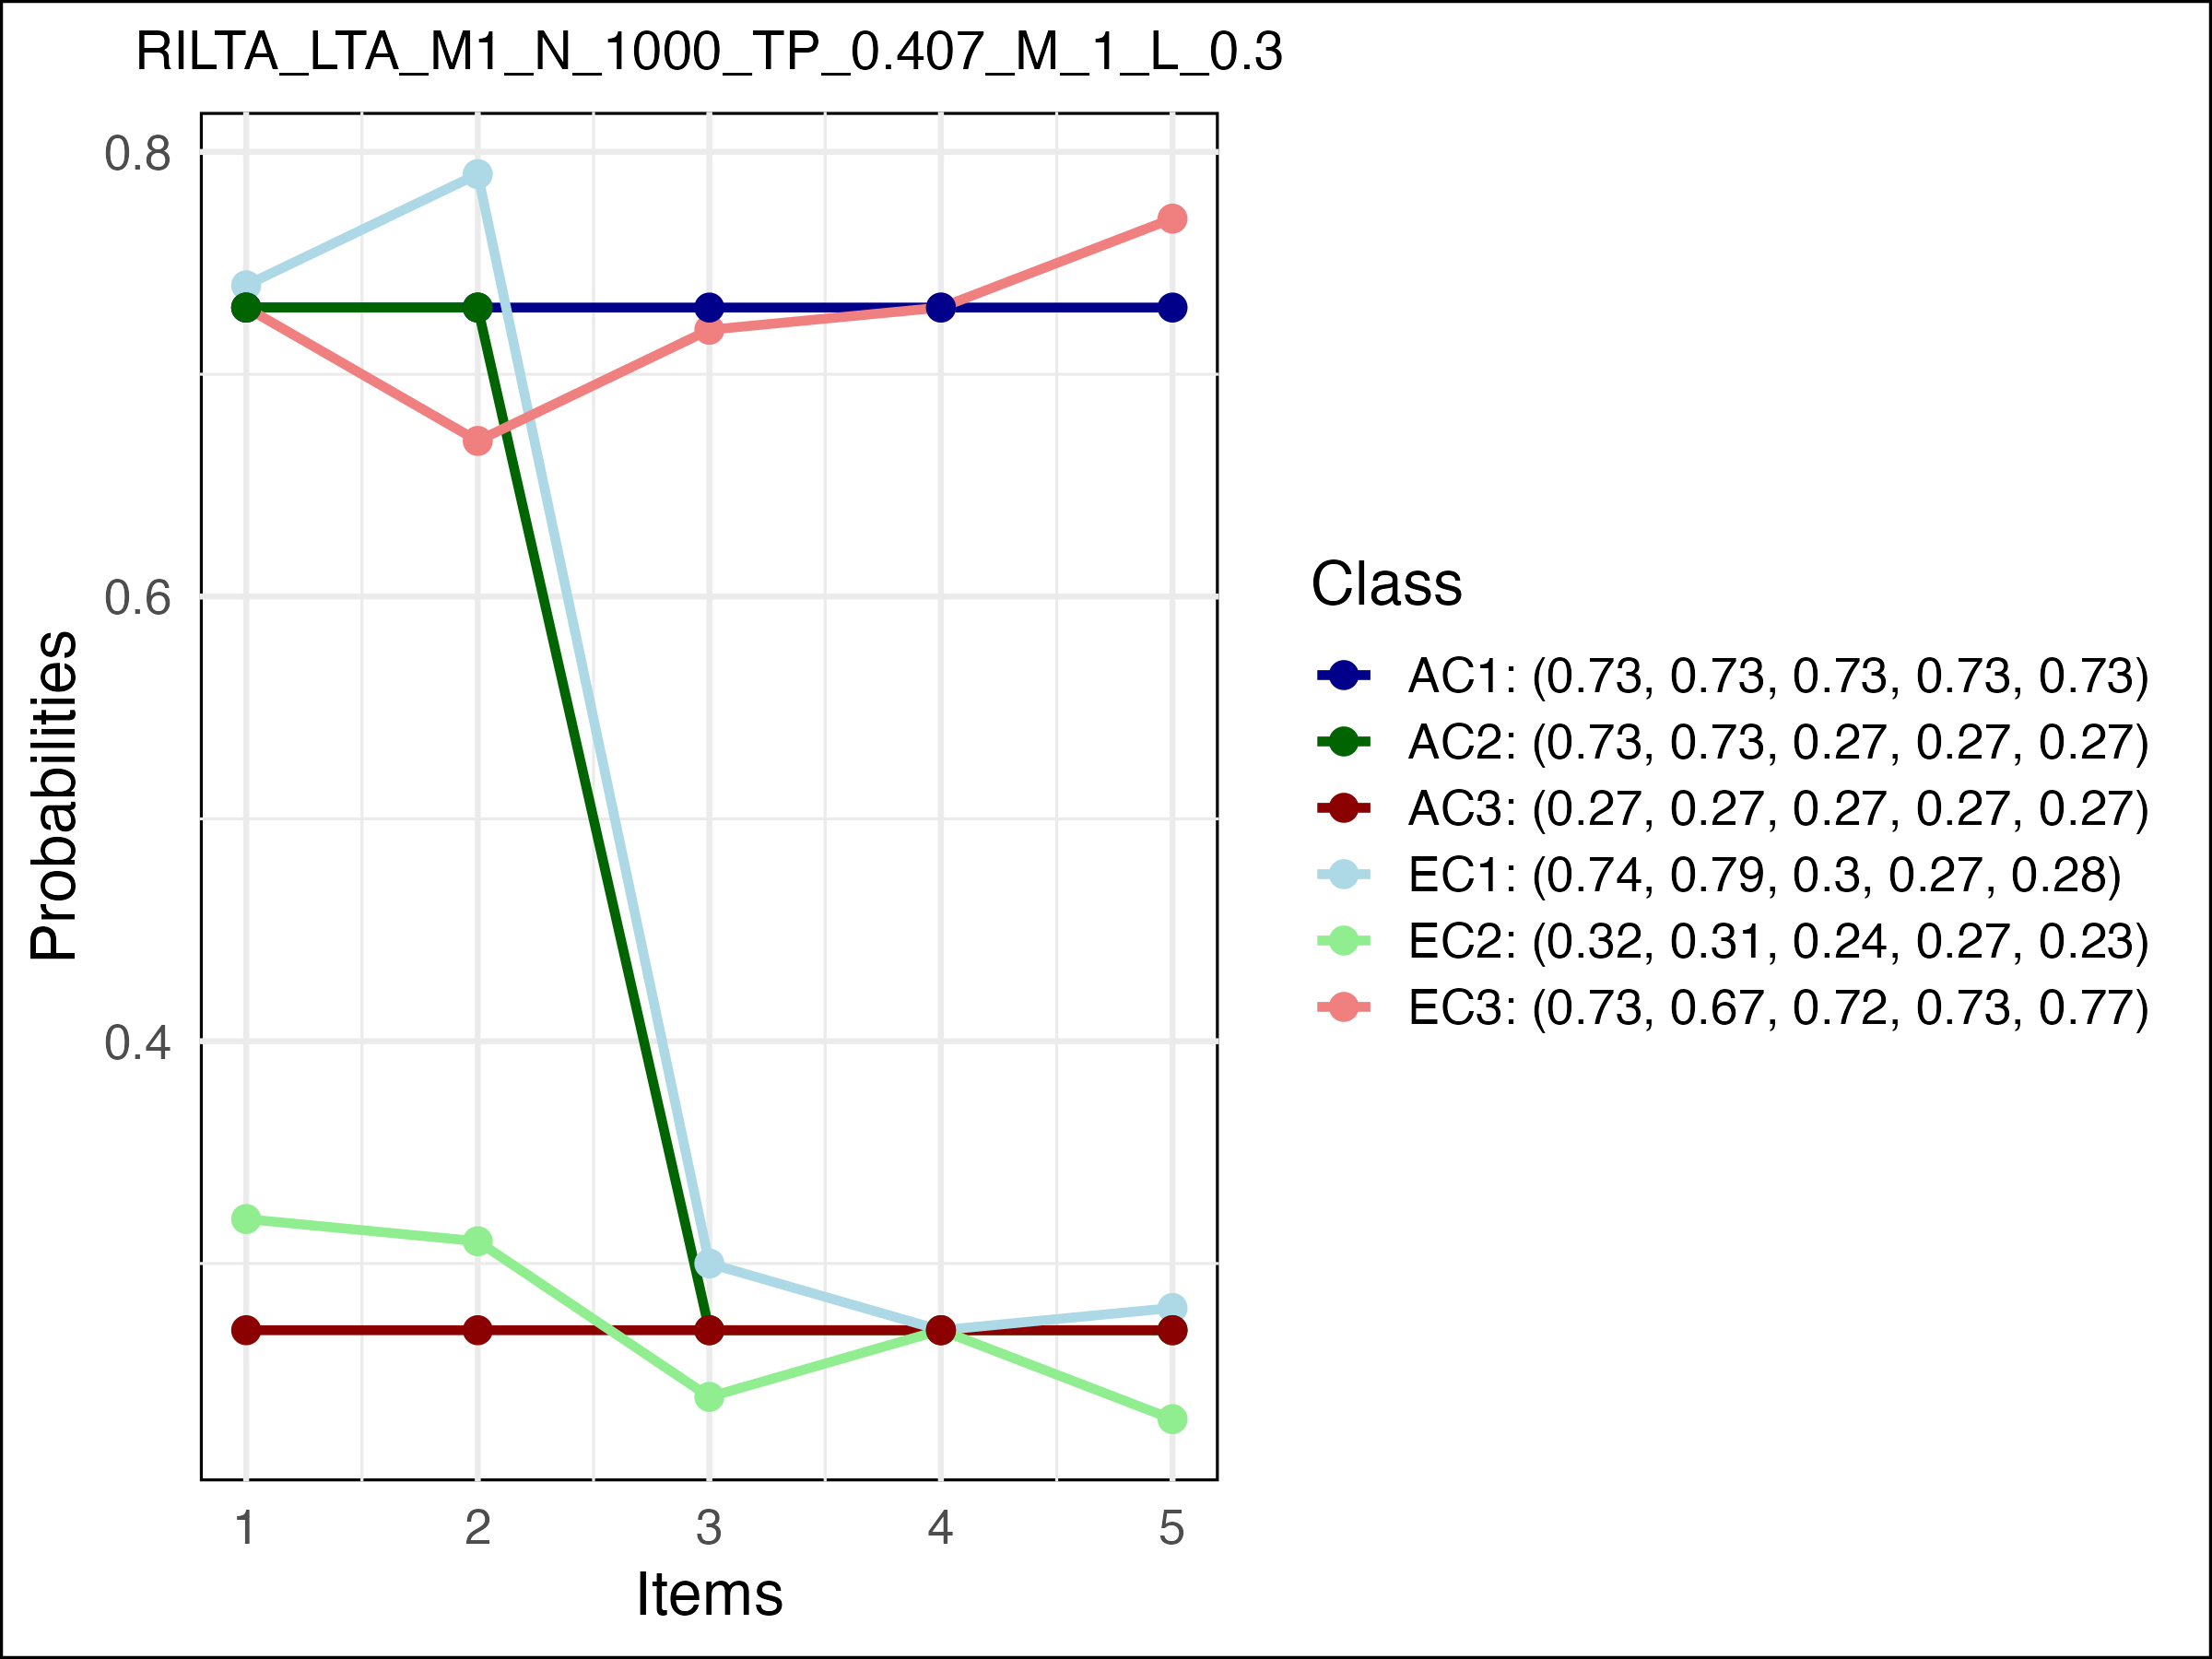 RILTA_LTA_M1_N_1000_TP_0.407_M_1_L_0.3
0.8
0.6
0.4
Probabilities
1 2 3 4 5
Items
Class
AC1: (0.73, 0.73, 0.73, 0.73, 0.73)
AC2: (0.73, 0.73, 0.27, 0.27, 0.27)
AC3: (0.27, 0.27, 0.27, 0.27, 0.27)
EC1: (0.74, 0.79, 0.3, 0.27, 0.28)
EC2: (0.32, 0.31, 0.24, 0.27, 0.23)
EC3: (0.73, 0.67, 0.72, 0.73, 0.77)